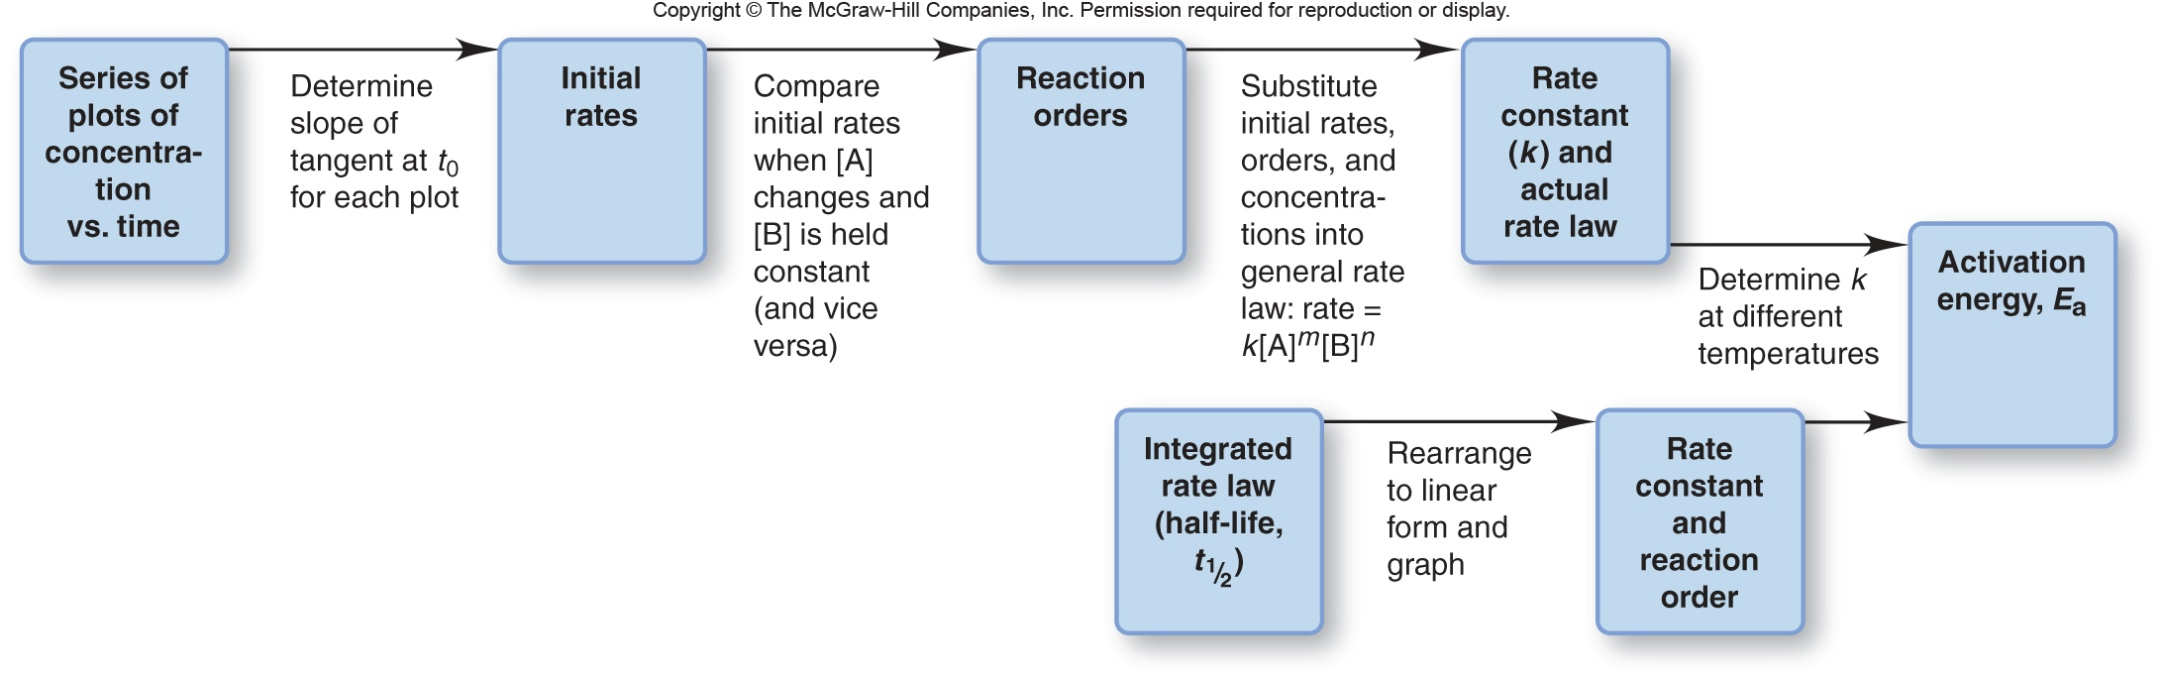 Copyright © The McGraw-Hill Companies, Inc. Permission required for reproduction or display.
Series of
plots of
concentra-
tion
vs. time
Determine
slope of
tangent at t₀
for each plot
Initial
rates
Compare
initial rates
when [A]
changes and
[B] is held
constant
(and vice
versa)
Reaction
orders
Substitute
initial rates,
orders, and
concentra-
tions into
general rate
law: rate =
k[A]ᵐ[B]ⁿ
Rate
constant
(k) and
actual
rate law
Determine k
at different
temperatures
Activation
energy, Eₐ
Integrated
rate law
(half-life,
t₁/₂)
Rearrange
to linear
form and
graph
Rate
constant
and
reaction
order